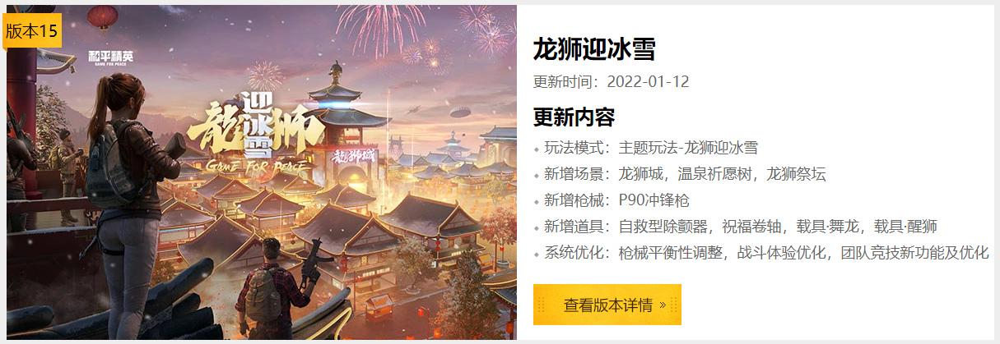 版本15
和平精英
GAME FOR PEACE
龍狮
迎冰雪
GAME FOR PEACE
龍狮城
龙狮迎冰雪
更新时间：2022-01-12
更新内容
玩法模式：主题玩法-龙狮迎冰雪
新增场景：龙狮城，温泉祈愿树，龙狮祭坛
新增枪械：P90冲锋枪
新增道具：自救型除颤器，祝福卷轴，载具·舞龙，载具·醒狮
系统优化：枪械平衡性调整，战斗体验优化，团队竞技新功能及优化
查看版本详情 »